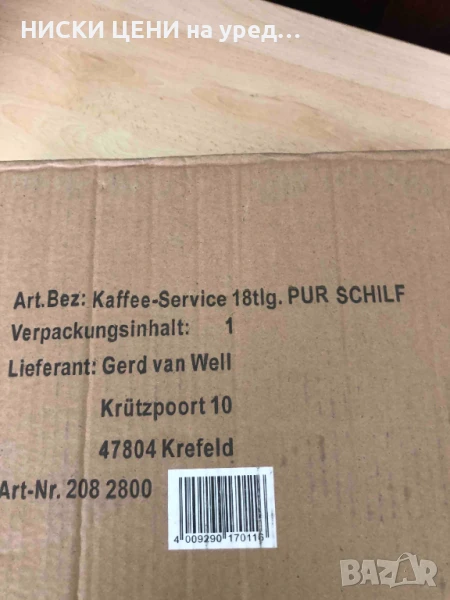 НИСКИ ЦЕНИ на уред...
Art.Bez: Kaffee-Service 18tlg. PUR SCHILF
Verpackungsinhalt: 1
Lieferant: Gerd van Well
Krützpoort 10
47804 Krefeld
Art-Nr. 208 2800
4 009290 170116
BAZAR